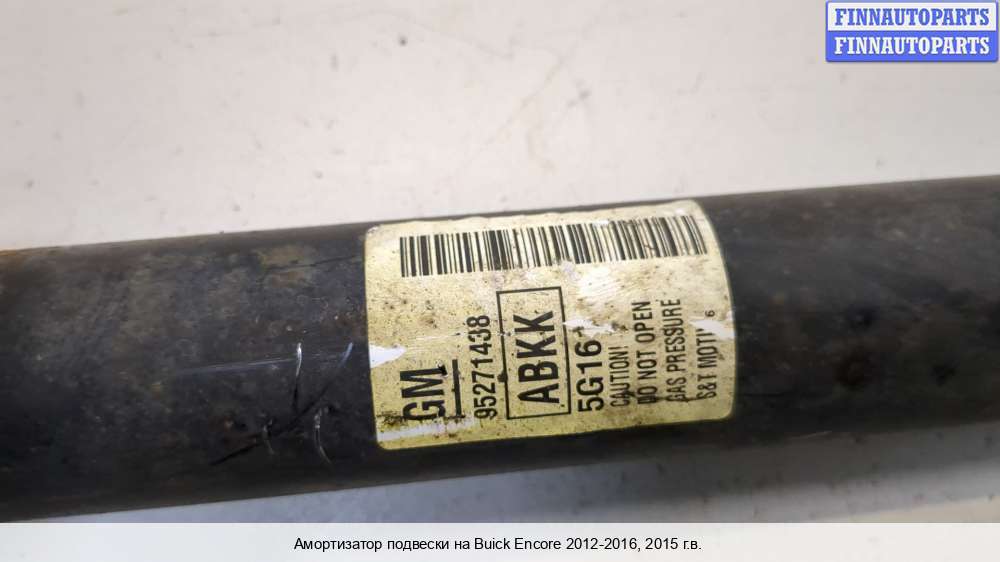 FINNAUTOPARTS
FINNAUTOPARTS
GM
95271438
ABKK
5G16
CAUTION!
DO NOT OPEN
GAS PRESSURE
S&T
Амортизатор подвески на Buick Encore 2012-2016, 2015 г.в.